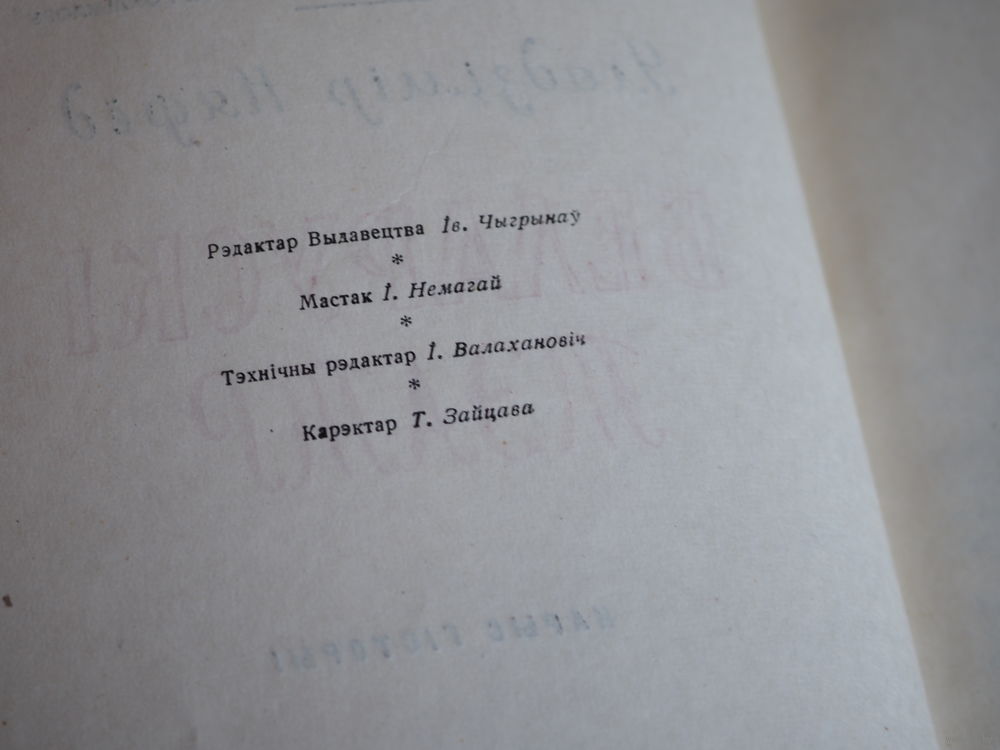 Рэдактар Выдавецтва Ів. Чыгрынаў
*
Мастак І. Немагай
*
Тэхнічны рэдактар І. Валахановіч
*
Карэктар Т. Зайцава